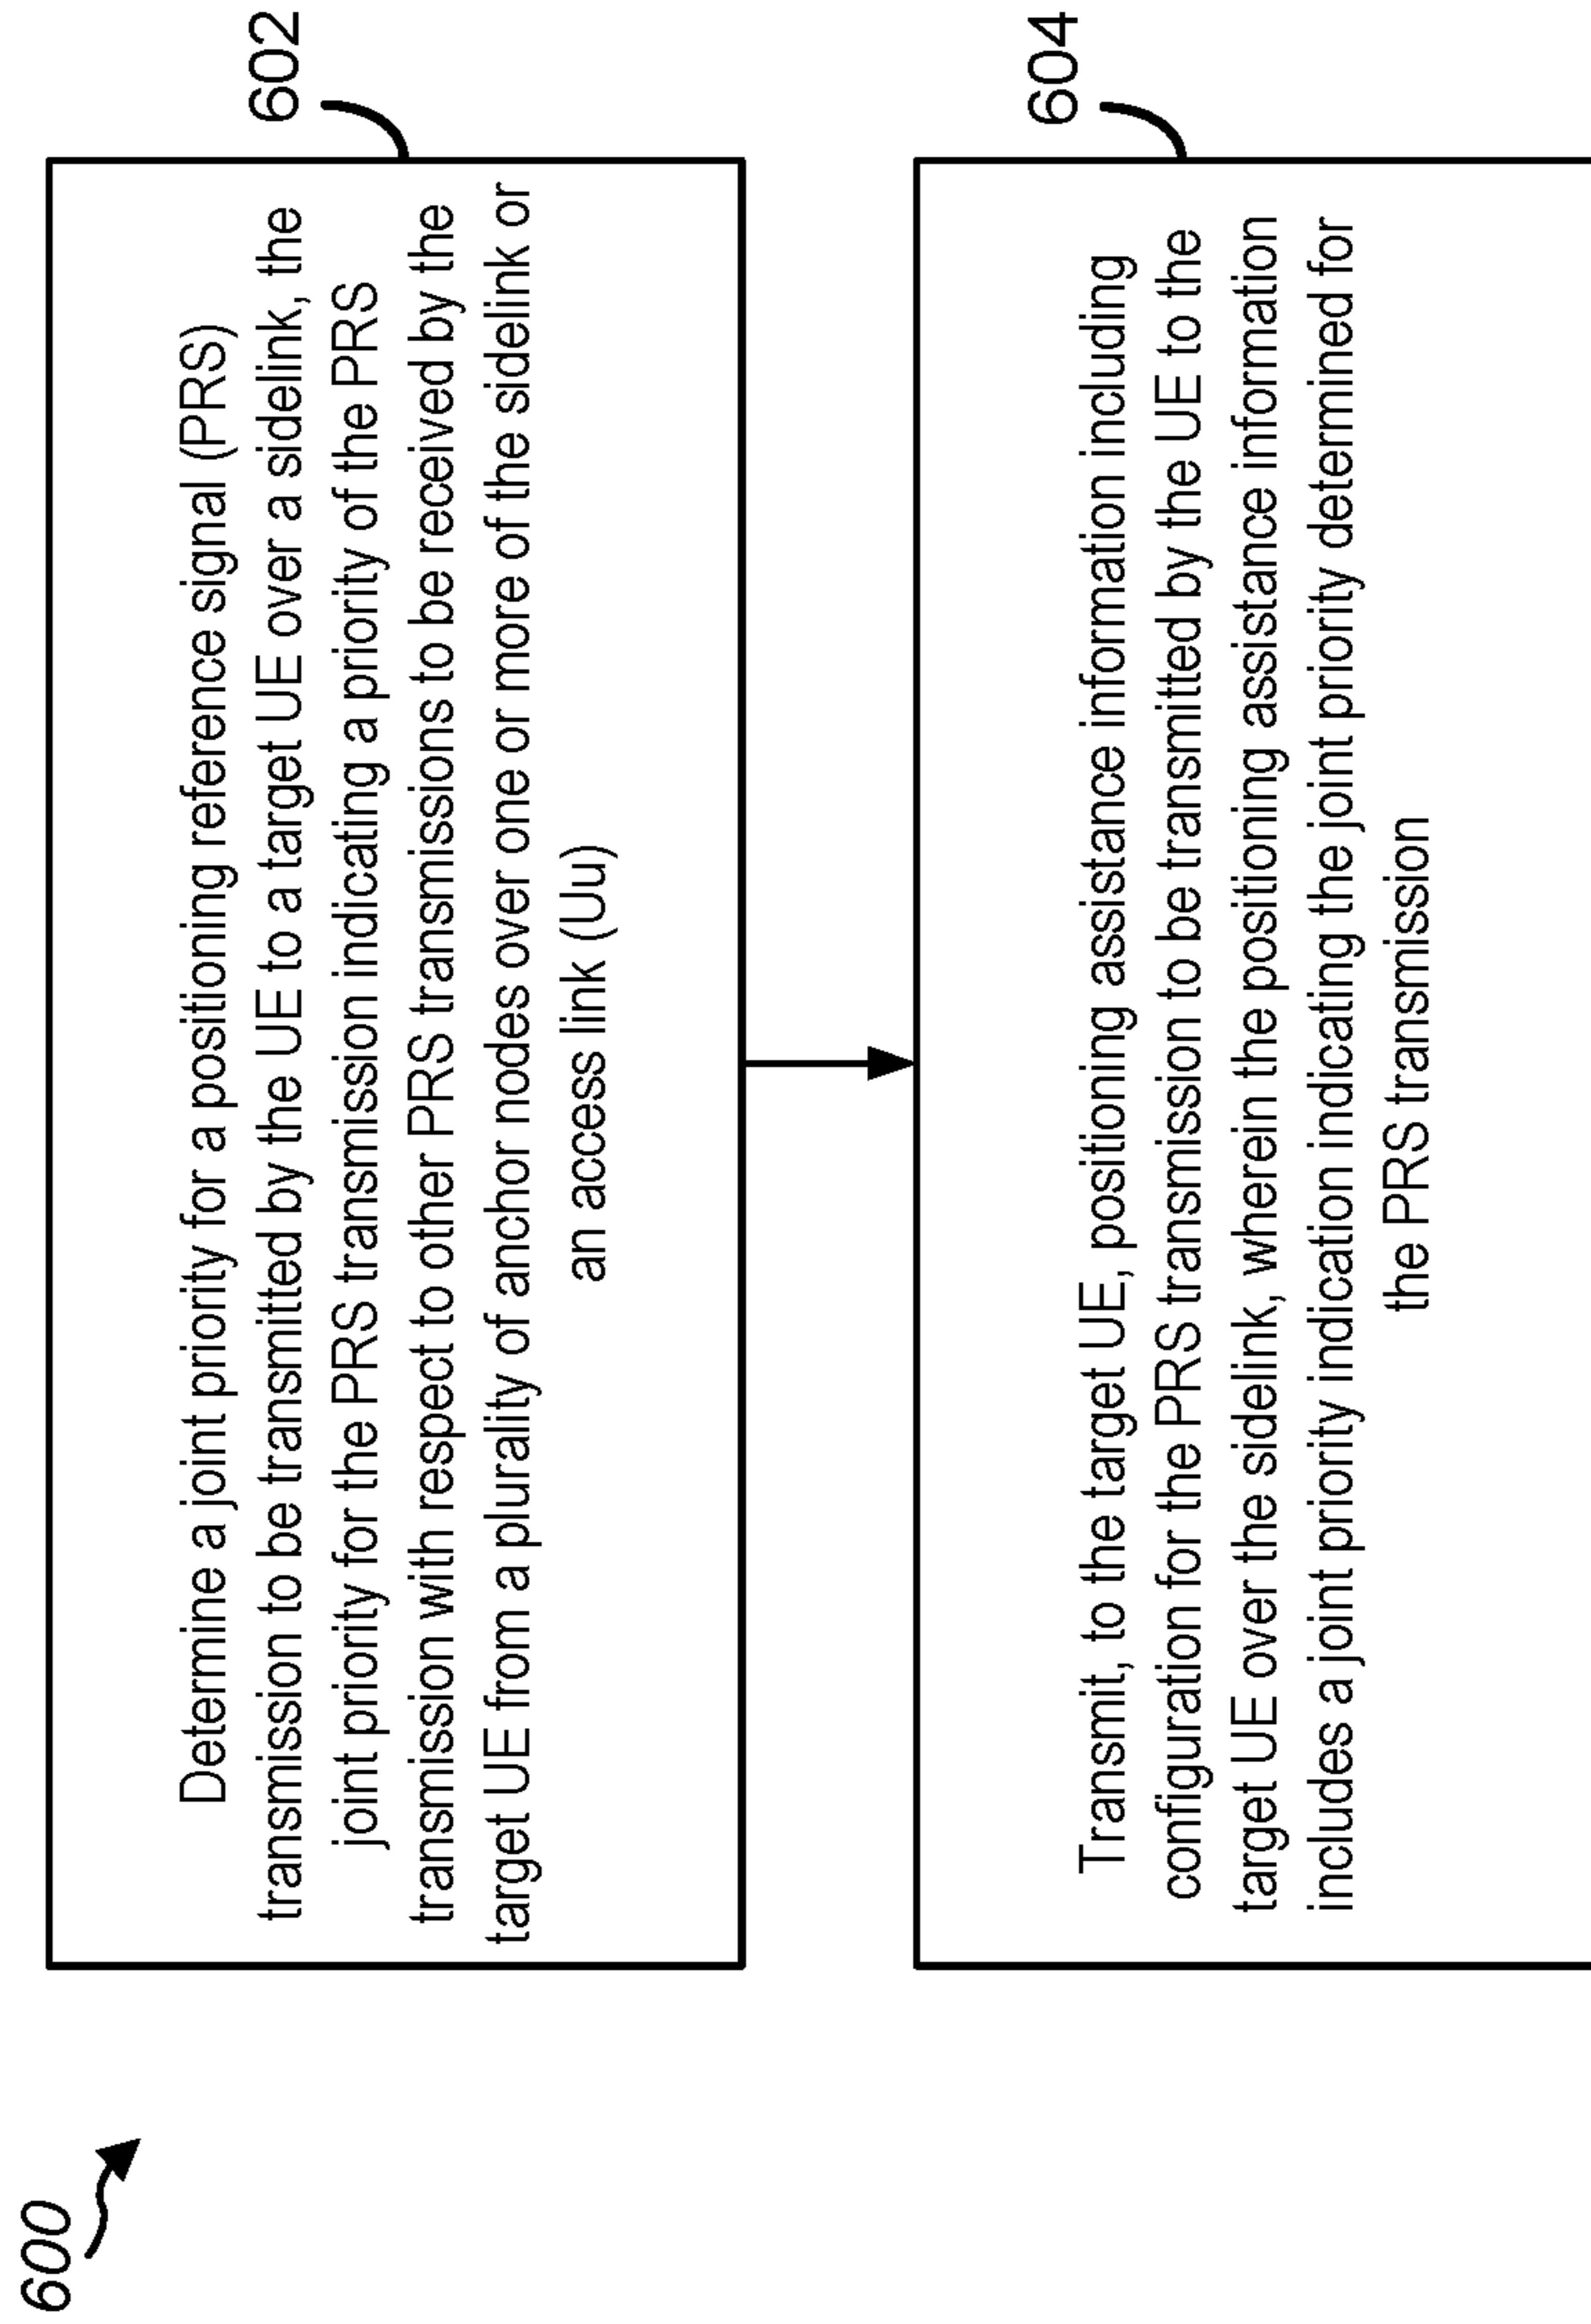 600
602
Determine a joint priority for a positioning reference signal (PRS)
transmission to be transmitted by the UE to a target UE over a sidelink, the
joint priority for the PRS transmission indicating a priority of the PRS
transmission with respect to other PRS transmissions to be received by the
target UE from a plurality of anchor nodes over one or more of the sidelink or
an access link (Uu)
604
Transmit, to the target UE, positioning assistance information including
configuration for the PRS transmission to be transmitted by the UE to the
target UE over the sidelink, wherein the positioning assistance information
includes a joint priority indication indicating the joint priority determined for
the PRS transmission